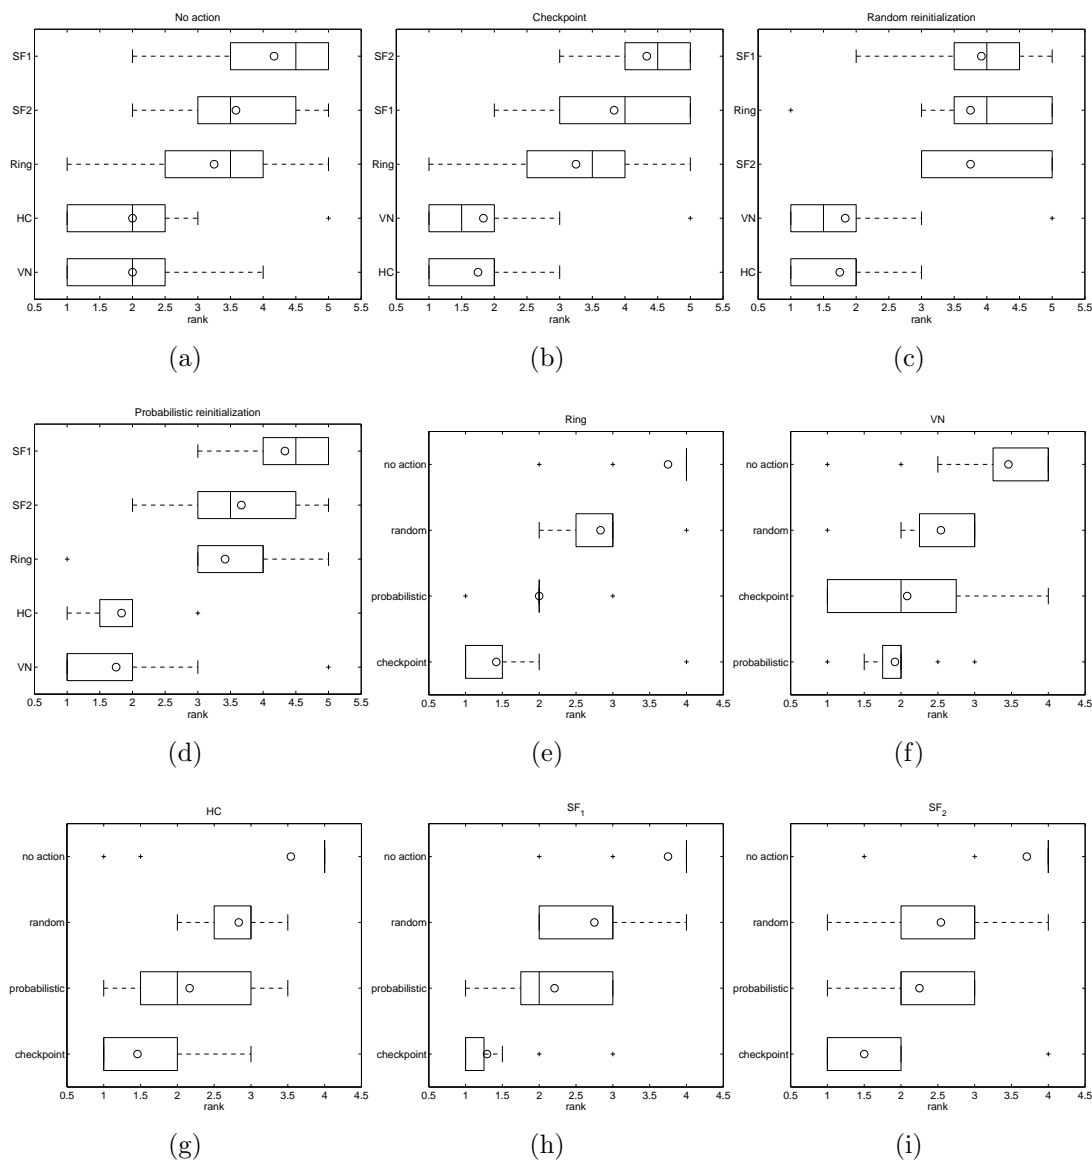 No action
SF1
SF2
Ring
HC
VN
0.5 1 1.5 2 2.5 3 3.5 4 4.5 5 5.5
rank
(a)
Checkpoint
SF2
SF1
Ring
VN
HC
0.5 1 1.5 2 2.5 3 3.5 4 4.5 5 5.5
rank
(b)
Random reinitialization
SF1
Ring
SF2
VN
HC
0.5 1 1.5 2 2.5 3 3.5 4 4.5 5 5.5
rank
(c)
Probabilistic reinitialization
SF1
SF2
Ring
HC
VN
0.5 1 1.5 2 2.5 3 3.5 4 4.5 5 5.5
rank
(d)
Ring
no action
random
probabilistic
checkpoint
0.5 1 1.5 2 2.5 3 3.5 4 4.5
rank
(e)
VN
no action
random
checkpoint
probabilistic
0.5 1 1.5 2 2.5 3 3.5 4 4.5
rank
(f)
HC
no action
random
probabilistic
checkpoint
0.5 1 1.5 2 2.5 3 3.5 4 4.5
rank
(g)
SF1
no action
random
probabilistic
checkpoint
0.5 1 1.5 2 2.5 3 3.5 4 4.5
rank
(h)
SF2
no action
random
probabilistic
checkpoint
0.5 1 1.5 2 2.5 3 3.5 4 4.5
rank
(i)